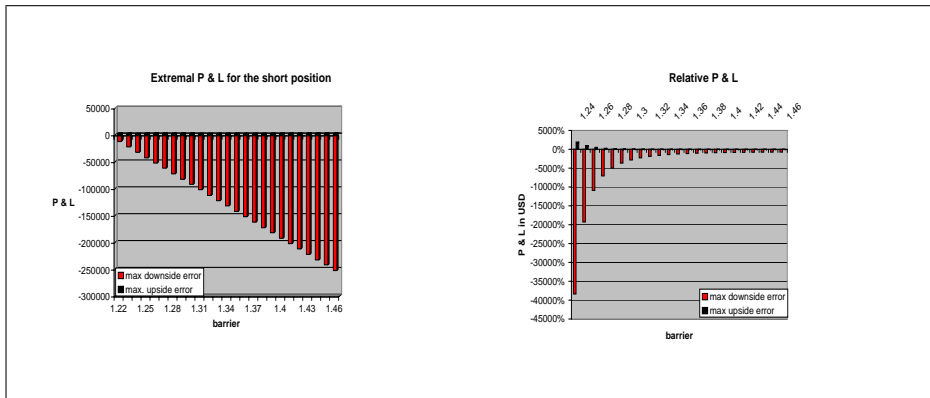 Extremal P & L for the short position
50000
0
-50000
-100000
-150000
-200000
-250000
-300000
P & L
max downside error
max. upside error
1.22 1.25 1.28 1.31 1.34 1.37 1.4 1.43 1.46
barrier
Relative P & L
1.24 1.26 1.28 1.3 1.32 1.34 1.36 1.38 1.4 1.42 1.44 1.46
5000%
0%
-5000%
-10000%
-15000%
-20000%
-25000%
-30000%
-35000%
-40000%
-45000%
P & L in USD
max downside error
max upside error
barrier